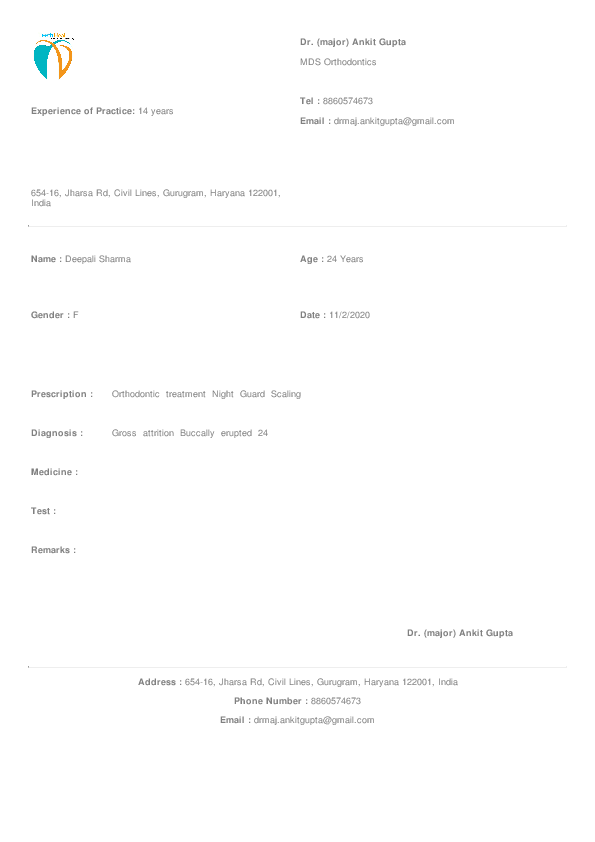 Dr. (major) Ankit Gupta
MDS Orthodontics
Experience of Practice: 14 years
Tel : 8860574673
Email : drmaj.ankitgupta@gmail.com
654-16, Jharsa Rd, Civil Lines, Gurugram, Haryana 122001,
India
Name : Deepali Sharma
Age : 24 Years
Gender : F
Date : 11/2/2020
Prescription : Orthodontic treatment Night Guard Scaling
Diagnosis : Gross attrition Buccally erupted 24
Medicine :
Test :
Remarks :
Dr. (major) Ankit Gupta
Address : 654-16, Jharsa Rd, Civil Lines, Gurugram, Haryana 122001, India
Phone Number : 8860574673
Email : drmaj.ankitgupta@gmail.com